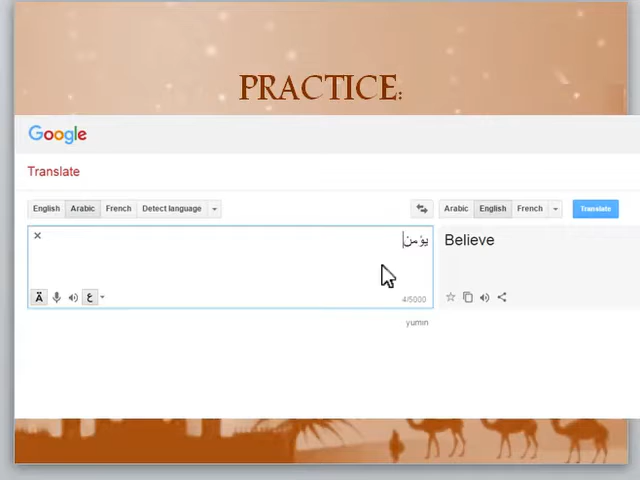 PRACTICE:
Google
Translate
English Arabic French Detect language
Arabic English French Translate
يؤمن
Believe
Ä ع
4/5000
yumin